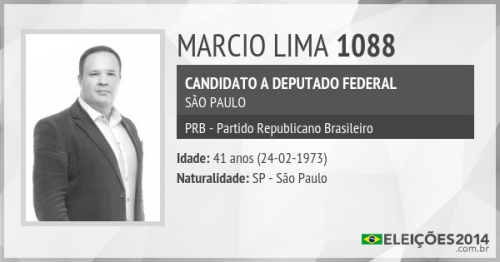 MARCIO LIMA 1088
CANDIDATO A DEPUTADO FEDERAL
SÃO PAULO
PRB - Partido Republicano Brasileiro
Idade: 41 anos (24-02-1973)
Naturalidade: SP - São Paulo
ELEIÇÕES2014
.com.br